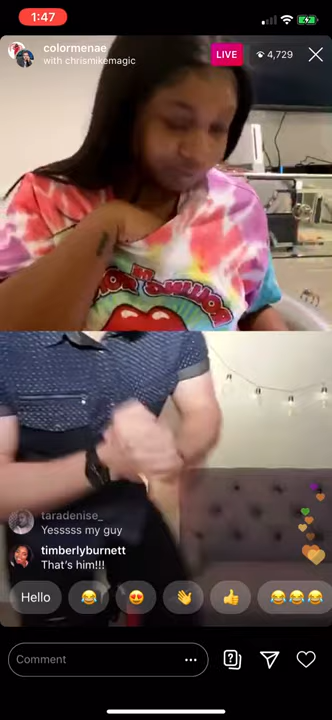 1:47
colormenae
with chrismikemagic
LIVE
4,729
taradenise_
Yesssss my guy
timberlyburnett
That's him!!!
Hello
Comment